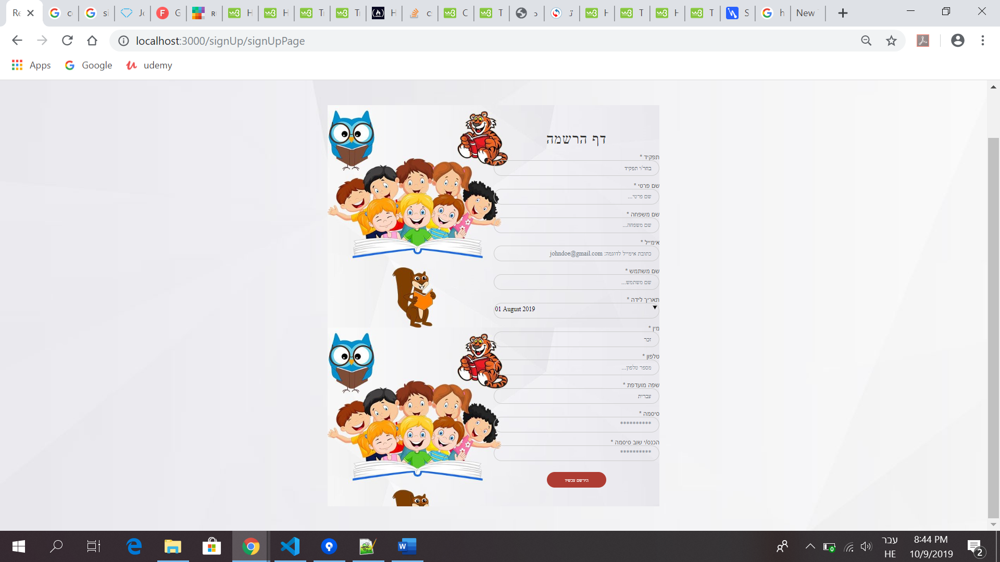 Re
localhost:3000/signUp/signUpPage
Apps Google udemy
דף הרשמה
תפקיד *
בחר/י תפקיד
שם פרטי *
שם פרטי...
שם משפחה *
שם משפחה...
אימייל *
כתובת אימייל לדוגמה: johndoe@gmail.com
שם משתמש *
שם משתמש...
תאריך לידה *
01 August 2019
מין *
זכר
טלפון *
מספר טלפון...
שפה מועדפת *
עברית
סיסמה *
**********
הכנס/י שוב סיסמה *
**********
הירשם עכשיו
עבר 8:44 PM
HE 10/9/2019 2